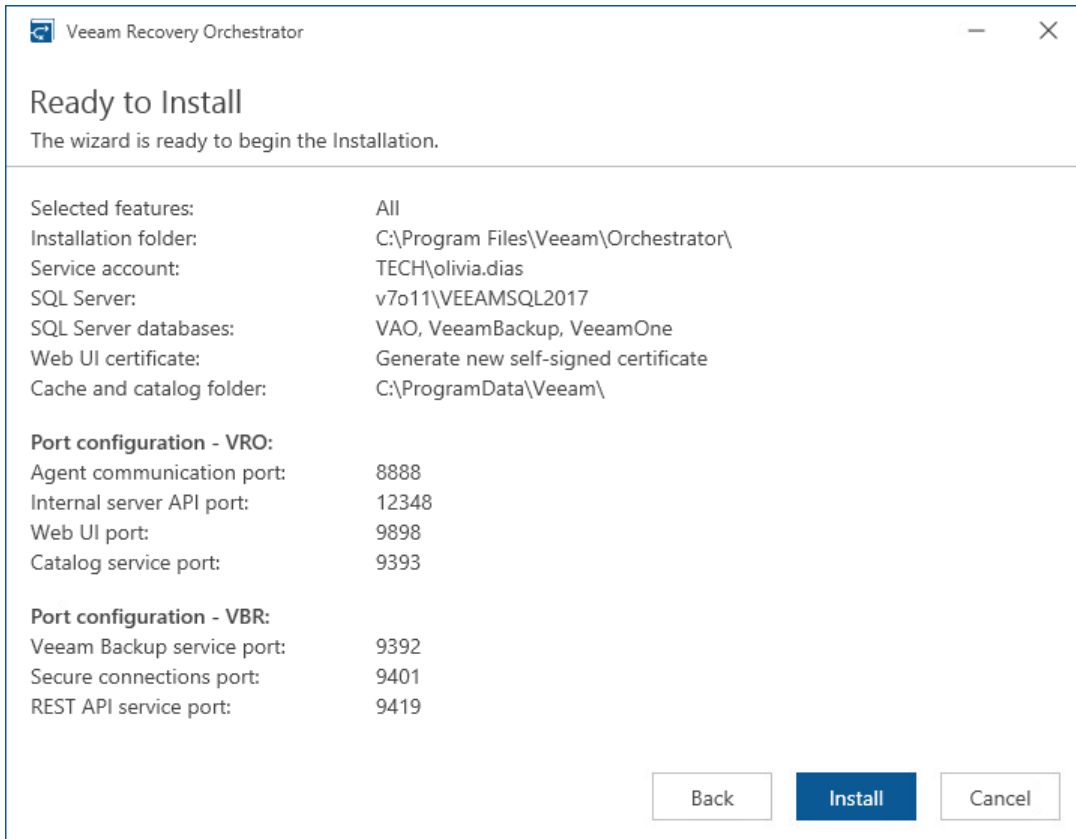 Veeam Recovery Orchestrator
Ready to Install
The wizard is ready to begin the Installation.
Selected features: All
Installation folder: C:\Program Files\Veeam\Orchestrator\
Service account: TECH\olivia.dias
SQL Server: v7o11\VEEAMSQL2017
SQL Server databases: VAO, VeeamBackup, VeeamOne
Web UI certificate: Generate new self-signed certificate
Cache and catalog folder: C:\ProgramData\Veeam\
Port configuration - VRO:
Agent communication port: 8888
Internal server API port: 12348
Web UI port: 9898
Catalog service port: 9393
Port configuration - VBR:
Veeam Backup service port: 9392
Secure connections port: 9401
REST API service port: 9419
Back Install Cancel